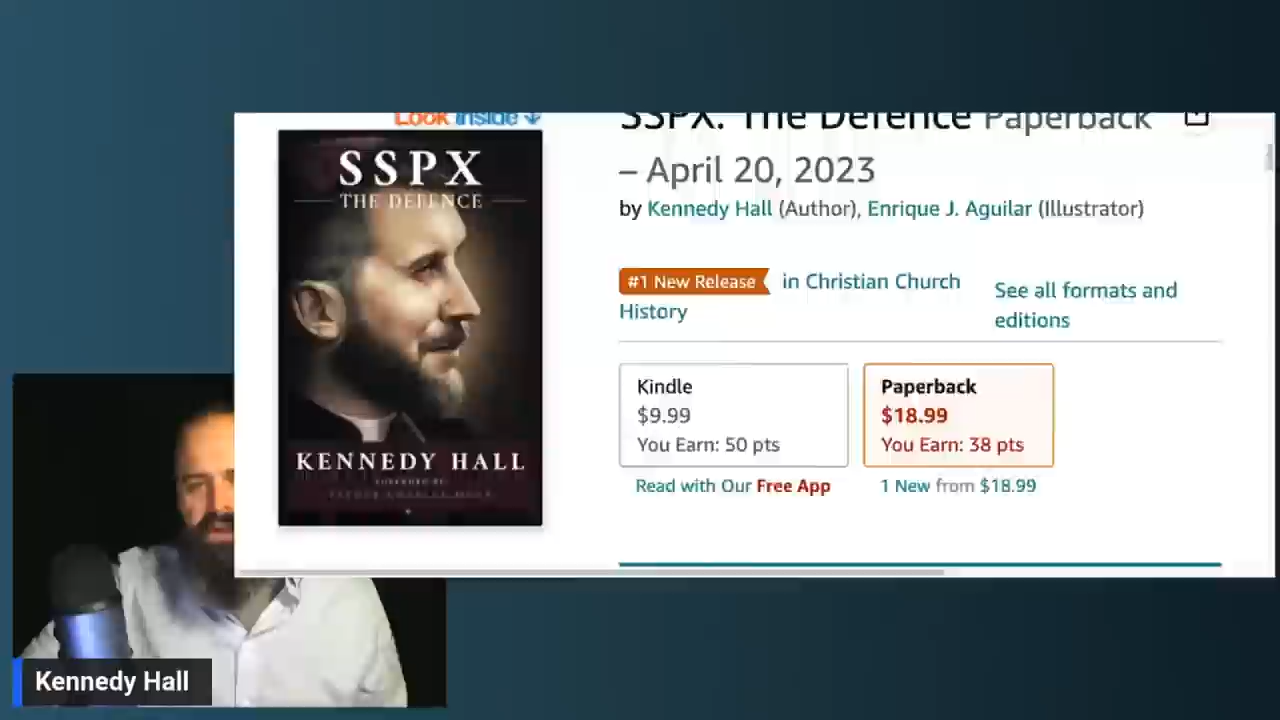 Look inside
SSPX: The Defence Paperback
– April 20, 2023
by Kennedy Hall (Author), Enrique J. Aguilar (Illustrator)
#1 New Release in Christian Church
History
See all formats and
editions
Kindle
$9.99
You Earn: 50 pts
Read with Our Free App
Paperback
$18.99
You Earn: 38 pts
1 New from $18.99
SSPX
THE DEFENCE
KENNEDY HALL
FOREWORD BY
Kennedy Hall